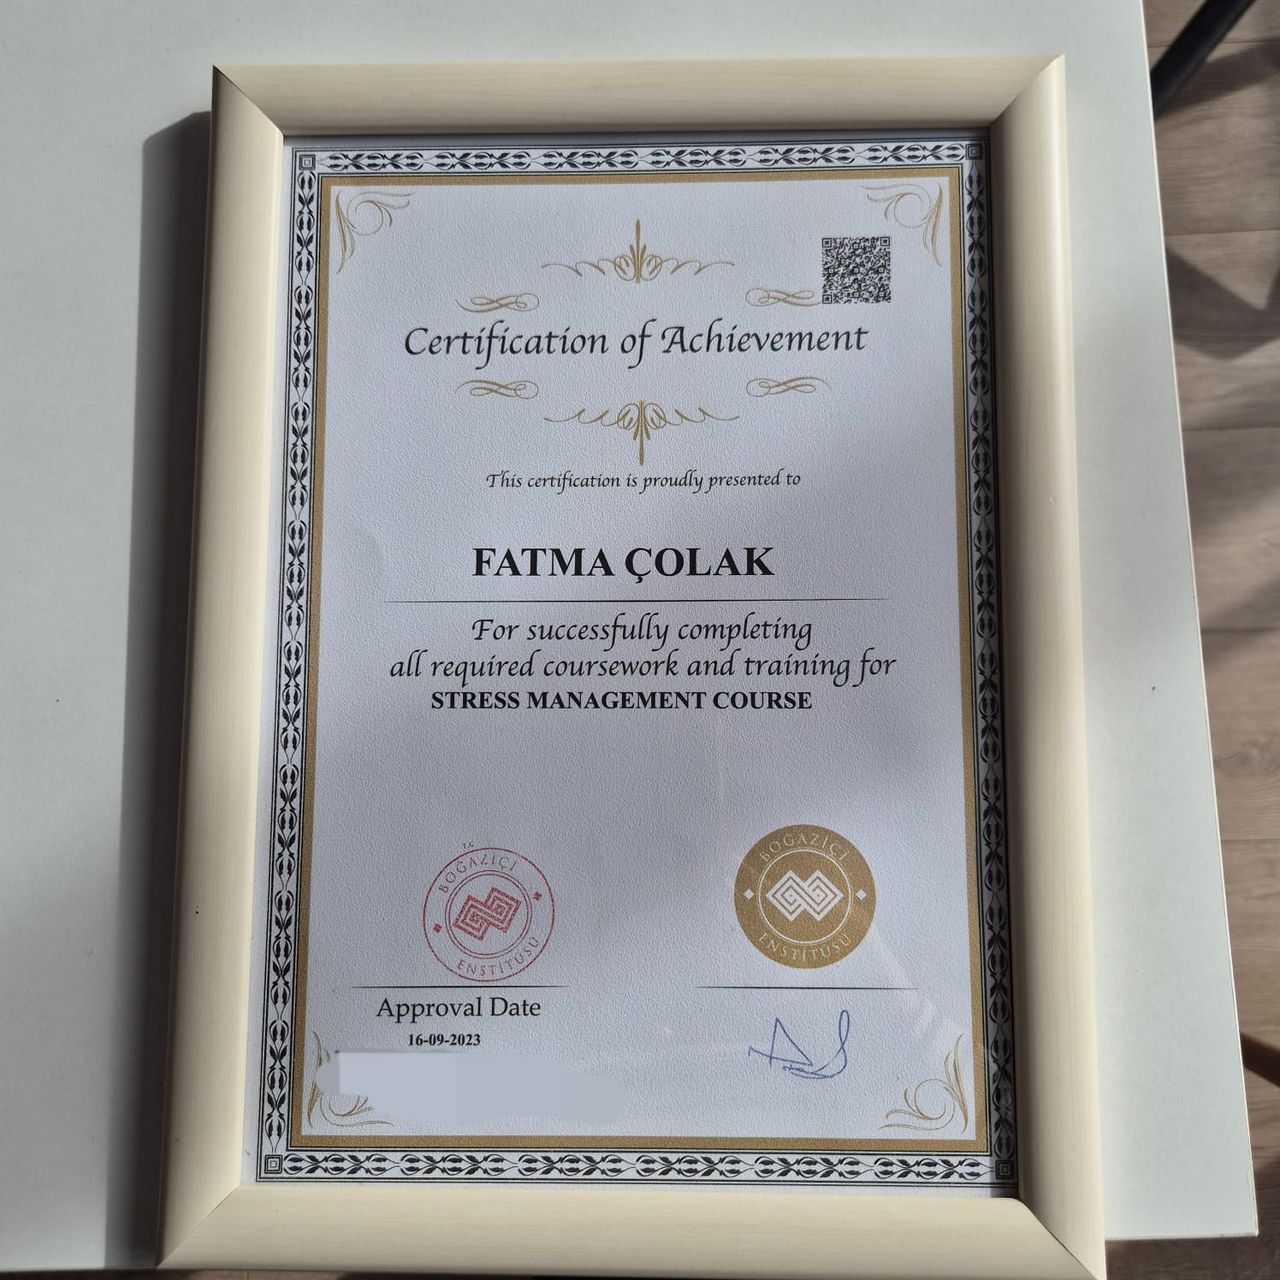 Certification of Achievement
This certification is proudly presented to
FATMA ÇOLAK
For successfully completing
all required coursework and training for
STRESS MANAGEMENT COURSE
T.C
BOĞAZİÇİ
ENSTİTÜSÜ
BOĞAZİÇİ
ENSTİTÜSÜ
Approval Date
16-09-2023